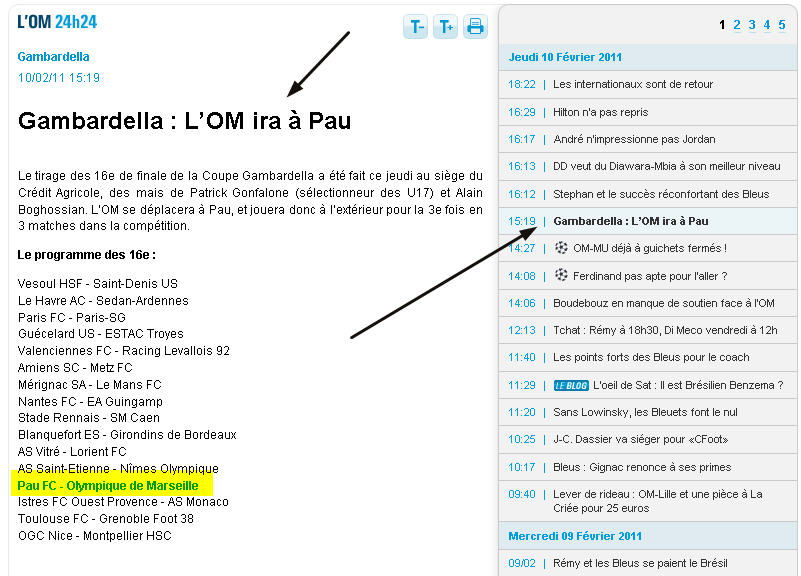 L'OM 24h24
T-
T+
Gambardella
10/02/11 15:19
Gambardella : L'OM ira à Pau
Le tirage des 16e de finale de la Coupe Gambardella a été fait ce jeudi au siège du
Crédit Agricole, des mais de Patrick Gonfalone (sélectionneur des U17) et Alain
Boghossian. L'OM se déplacera à Pau, et jouera donc à l'extérieur pour la 3e fois en
3 matches dans la compétition.
Le programme des 16e :
Vesoul HSF - Saint-Denis US
Le Havre AC - Sedan-Ardennes
Paris FC - Paris-SG
Guécelard US - ESTAC Troyes
Valenciennes FC - Racing Levallois 92
Amiens SC - Metz FC
Mérignac SA - Le Mans FC
Nantes FC - EA Guingamp
Stade Rennais - SM Caen
Blanquefort ES - Girondins de Bordeaux
AS Vitré - Lorient FC
AS Saint-Etienne - Nîmes Olympique
Pau FC - Olympique de Marseille
Istres FC Ouest Provence - AS Monaco
Toulouse FC - Grenoble Foot 38
OGC Nice - Montpellier HSC
1 2 3 4 5
Jeudi 10 Février 2011
18:22 | Les internationaux sont de retour
16:29 | Hilton n'a pas repris
16:17 | André n'impressionne pas Jordan
16:13 | DD veut du Diawara-Mbia à son meilleur niveau
16:12 | Stephan et le succès réconfortant des Bleus
15:19 | Gambardella : L'OM ira à Pau
14:27 | OM-MU déjà à guichets fermés !
14:08 | Ferdinand pas apte pour l'aller ?
14:06 | Boudebouz en manque de soutien face à l'OM
12:13 | Tchat : Rémy à 18h30, Di Meco vendredi à 12h
11:40 | Les points forts des Bleus pour le coach
11:29 | LE BLOG L'oeil de Sat : Il est Brésilien Benzema ?
11:20 | Sans Lowinsky, les Bleuets font le nul
10:25 | J-C. Dassier va siéger pour «CFoot»
10:17 | Bleus : Gignac renonce à ses primes
09:40 | Lever de rideau : OM-Lille et une pièce à La
Criée pour 25 euros
Mercredi 09 Février 2011
09/02 | Rémy et les Bleus se paient le Brésil